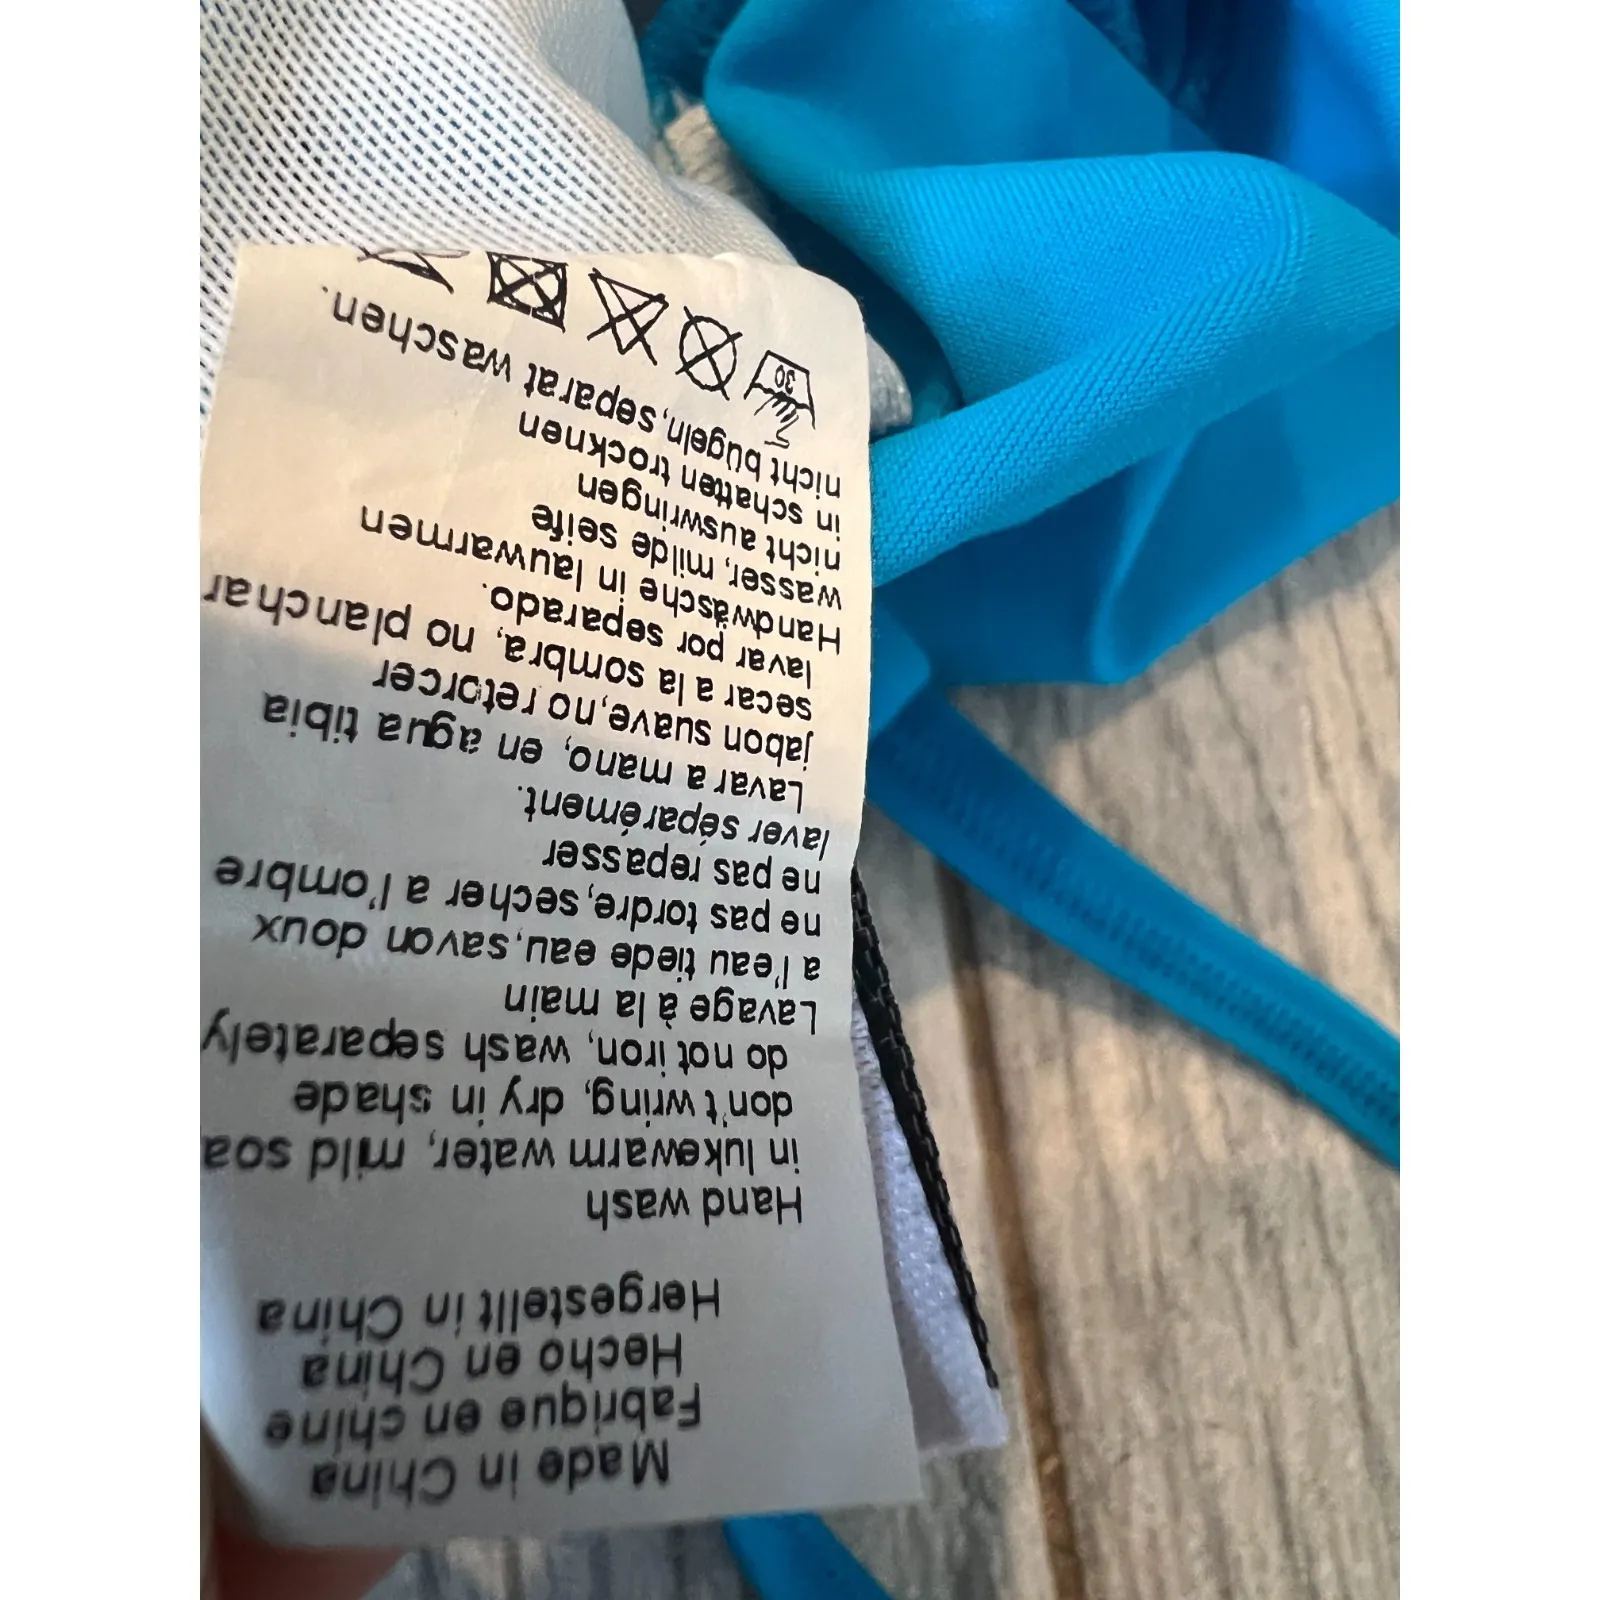 Made in China
Fabrique en chine
Hecho en China
Hergestellt in China
Hand wash
in lukewarm water, mild soa
don't wring, dry in shade
do not iron, wash separately
Lavage à la main
a l'eau tiede eau,savon doux
ne pas tordre,secher a l'ombre
ne pas repasser
laver séparément.
Lavar a mano, en agua tibia
jabon suave,no retorcer
secar a la sombra, no planchar
lavar por separado.
Handwäsche in lauwarmen
wasser, milde seife
nicht auswringen
in schatten trocknen
nicht bügeln, separat waschen.
30